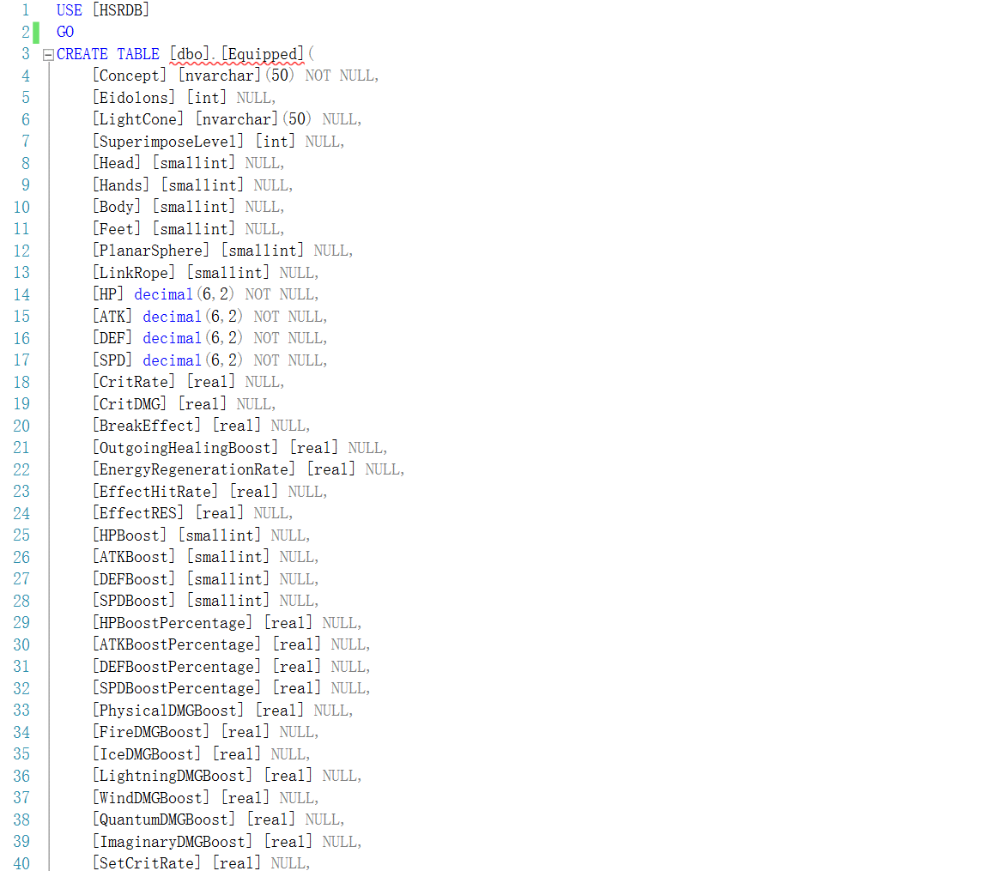 1 USE [HSRDB]
2 GO
3 CREATE TABLE [dbo].[Equipped](
4 [Concept] [nvarchar](50) NOT NULL,
5 [Eidolons] [int] NULL,
6 [LightCone] [nvarchar](50) NULL,
7 [SuperimposeLevel] [int] NULL,
8 [Head] [smallint] NULL,
9 [Hands] [smallint] NULL,
10 [Body] [smallint] NULL,
11 [Feet] [smallint] NULL,
12 [PlanarSphere] [smallint] NULL,
13 [LinkRope] [smallint] NULL,
14 [HP] decimal(6,2) NOT NULL,
15 [ATK] decimal(6,2) NOT NULL,
16 [DEF] decimal(6,2) NOT NULL,
17 [SPD] decimal(6,2) NOT NULL,
18 [CritRate] [real] NULL,
19 [CritDMG] [real] NULL,
20 [BreakEffect] [real] NULL,
21 [OutgoingHealingBoost] [real] NULL,
22 [EnergyRegenerationRate] [real] NULL,
23 [EffectHitRate] [real] NULL,
24 [EffectRES] [real] NULL,
25 [HPBoost] [smallint] NULL,
26 [ATKBoost] [smallint] NULL,
27 [DEFBoost] [smallint] NULL,
28 [SPDBoost] [smallint] NULL,
29 [HPBoostPercentage] [real] NULL,
30 [ATKBoostPercentage] [real] NULL,
31 [DEFBoostPercentage] [real] NULL,
32 [SPDBoostPercentage] [real] NULL,
33 [PhysicalDMGBoost] [real] NULL,
34 [FireDMGBoost] [real] NULL,
35 [IceDMGBoost] [real] NULL,
36 [LightningDMGBoost] [real] NULL,
37 [WindDMGBoost] [real] NULL,
38 [QuantumDMGBoost] [real] NULL,
39 [ImaginaryDMGBoost] [real] NULL,
40 [SetCritRate] [real] NULL,